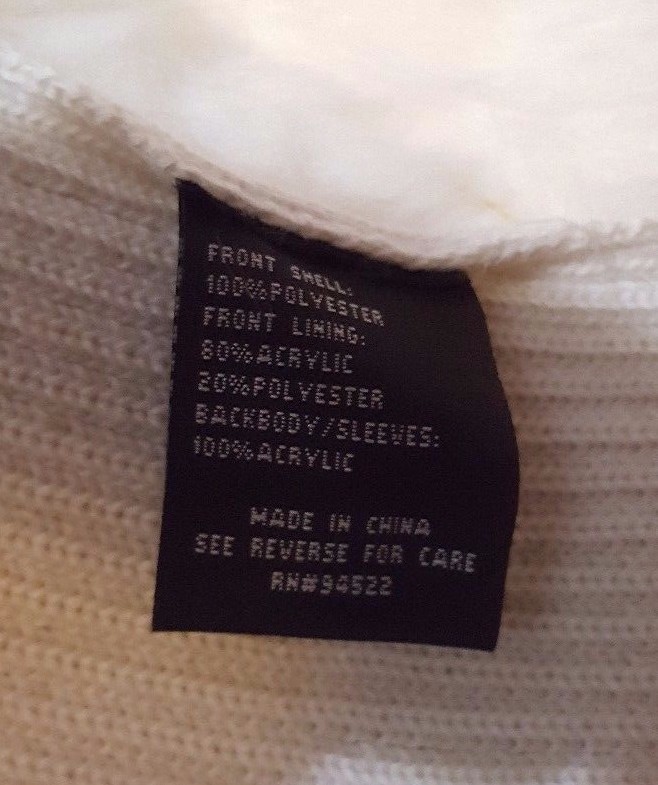 FRONT SHELL:
100%POLYESTER
FRONT LINING:
80%ACRYLIC
20%POLYESTER
BACKBODY/SLEEVES:
100%ACRYLIC
MADE IN CHINA
SEE REVERSE FOR CARE
RN#94522